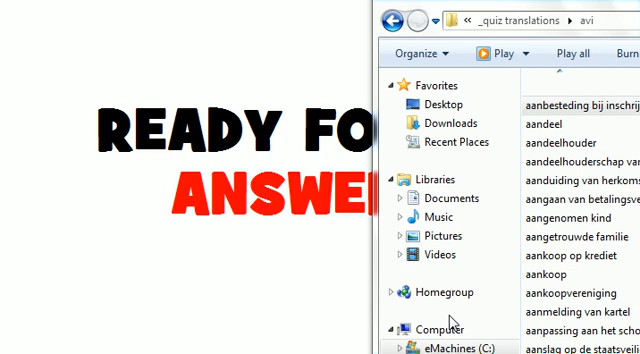 READY FO
ANSWE
« _quiz translations ▸ avi
Organize Play Play all Burn
Favorites
Desktop
Downloads
Recent Places
Libraries
Documents
Music
Pictures
Videos
Homegroup
Computer
eMachines (C:)
aanbesteding bij inschrij
aandeel
aandeelhouder
aandeelhouderschap va
aanduiding van herkoms
aangaan van betalingsve
aangenomen kind
aangetrouwde familie
aankoop op krediet
aankoop
aankoopvereniging
aanmelding van kartel
aanpassing aan het scho
aanslag op de staatsveili